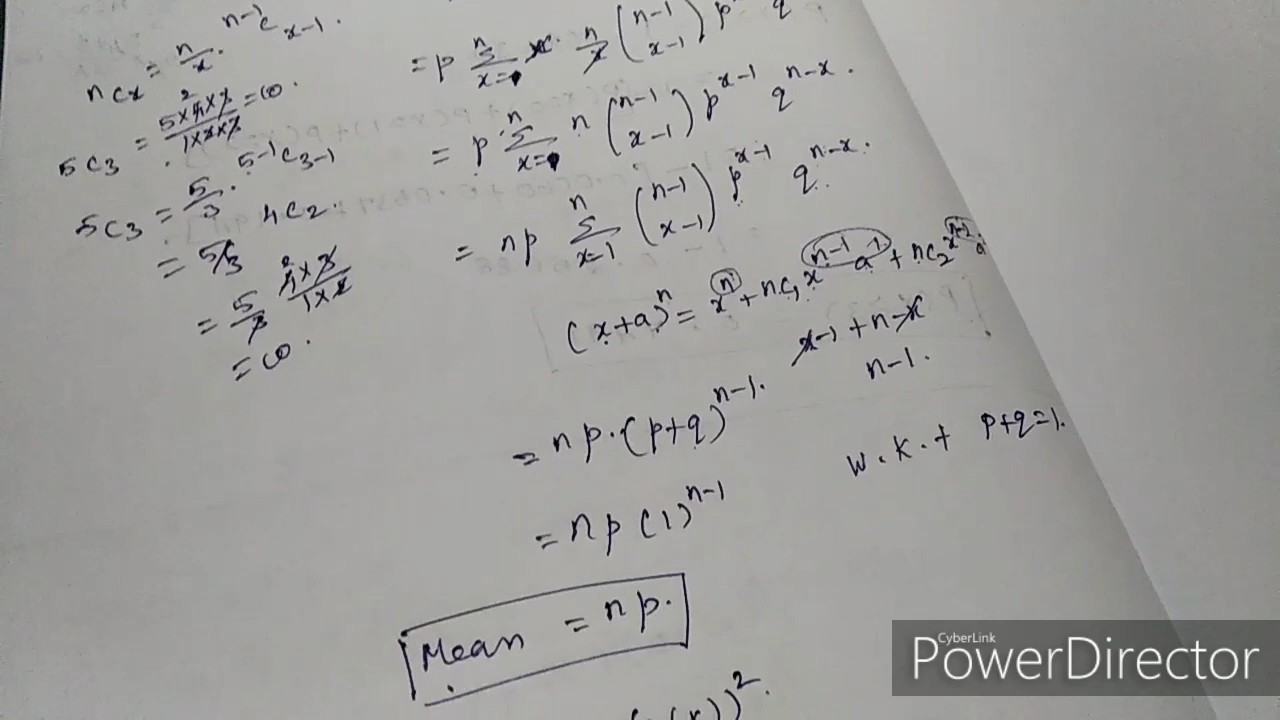 nCx = n/x · n-1Cx-1.
5C3 = 5×4×3/1×2×3 = 10.
5C3 = 5/3 · 5-1C3-1
= 5/3 4C2.
= 5/3 4×3/1×2
= 10.
= p Σ x n/x (n-1 x-1) p q
= p Σ n (n-1 x-1) p^x-1 q^n-x.
= np Σ x=1 n (n-1 x-1) p^x-1 q^n-x.
(x+a)^n = x^n + nC1 x^n-1 a^1 + nC2 x^n-2 a
x-1+n-x
n-1.
= np·(p+q)^n-1.
W.K.t p+q=1.
= np(1)^n-1
Mean = np.
(x))^2.
CyberLink
PowerDirector